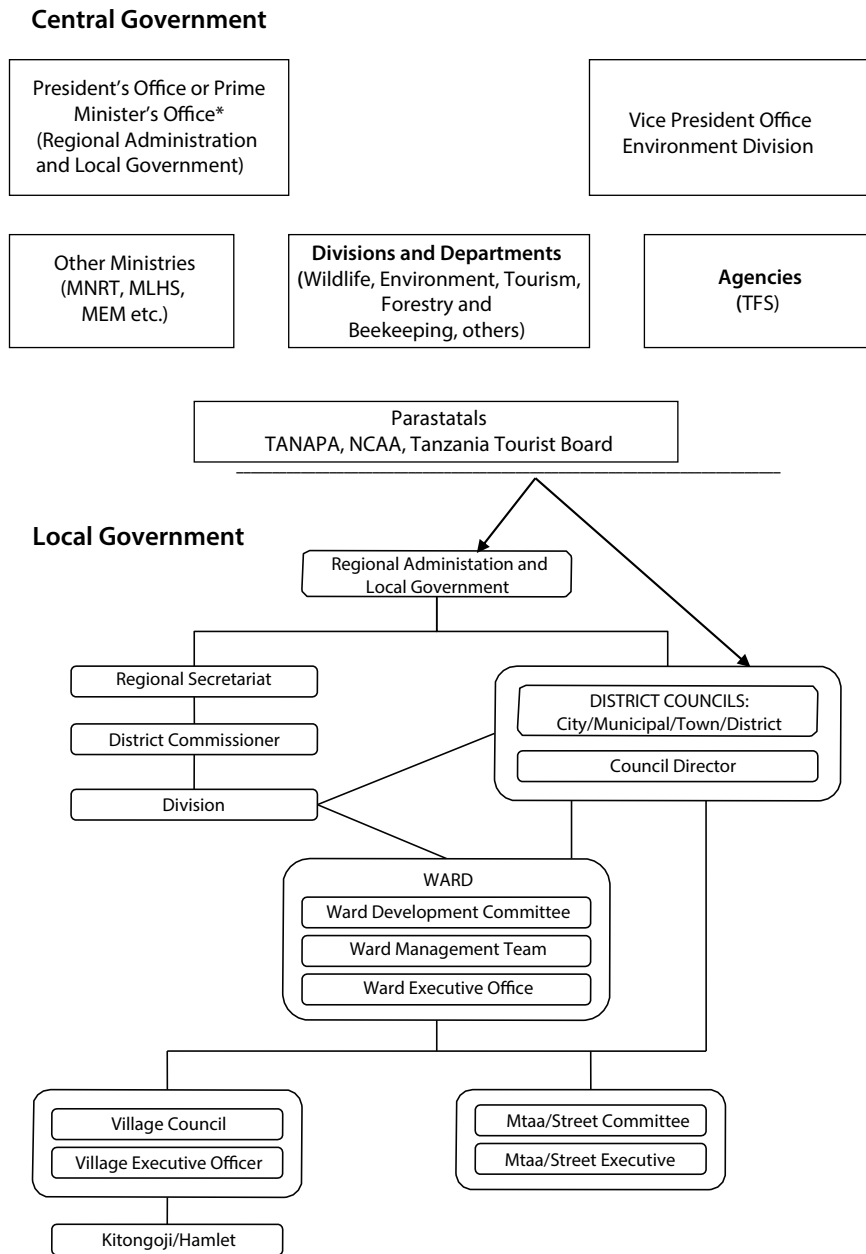 Central Government
President's Office or Prime
Minister's Office*
(Regional Administration
and Local Government)
Vice President Office
Environment Division
Other Ministries
(MNRT, MLHS,
MEM etc.)
Divisions and Departments
(Wildlife, Environment, Tourism,
Forestry and
Beekeeping, others)
Agencies
(TFS)
Parastatals
TANAPA, NCAA, Tanzania Tourist Board
Local Government
Regional Administation and
Local Government
Regional Secretariat
District Commissioner
Division
DISTRICT COUNCILS:
City/Municipal/Town/District
Council Director
WARD
Ward Development Committee
Ward Management Team
Ward Executive Office
Village Council
Village Executive Officer
Mtaa/Street Committee
Mtaa/Street Executive
Kitongoji/Hamlet